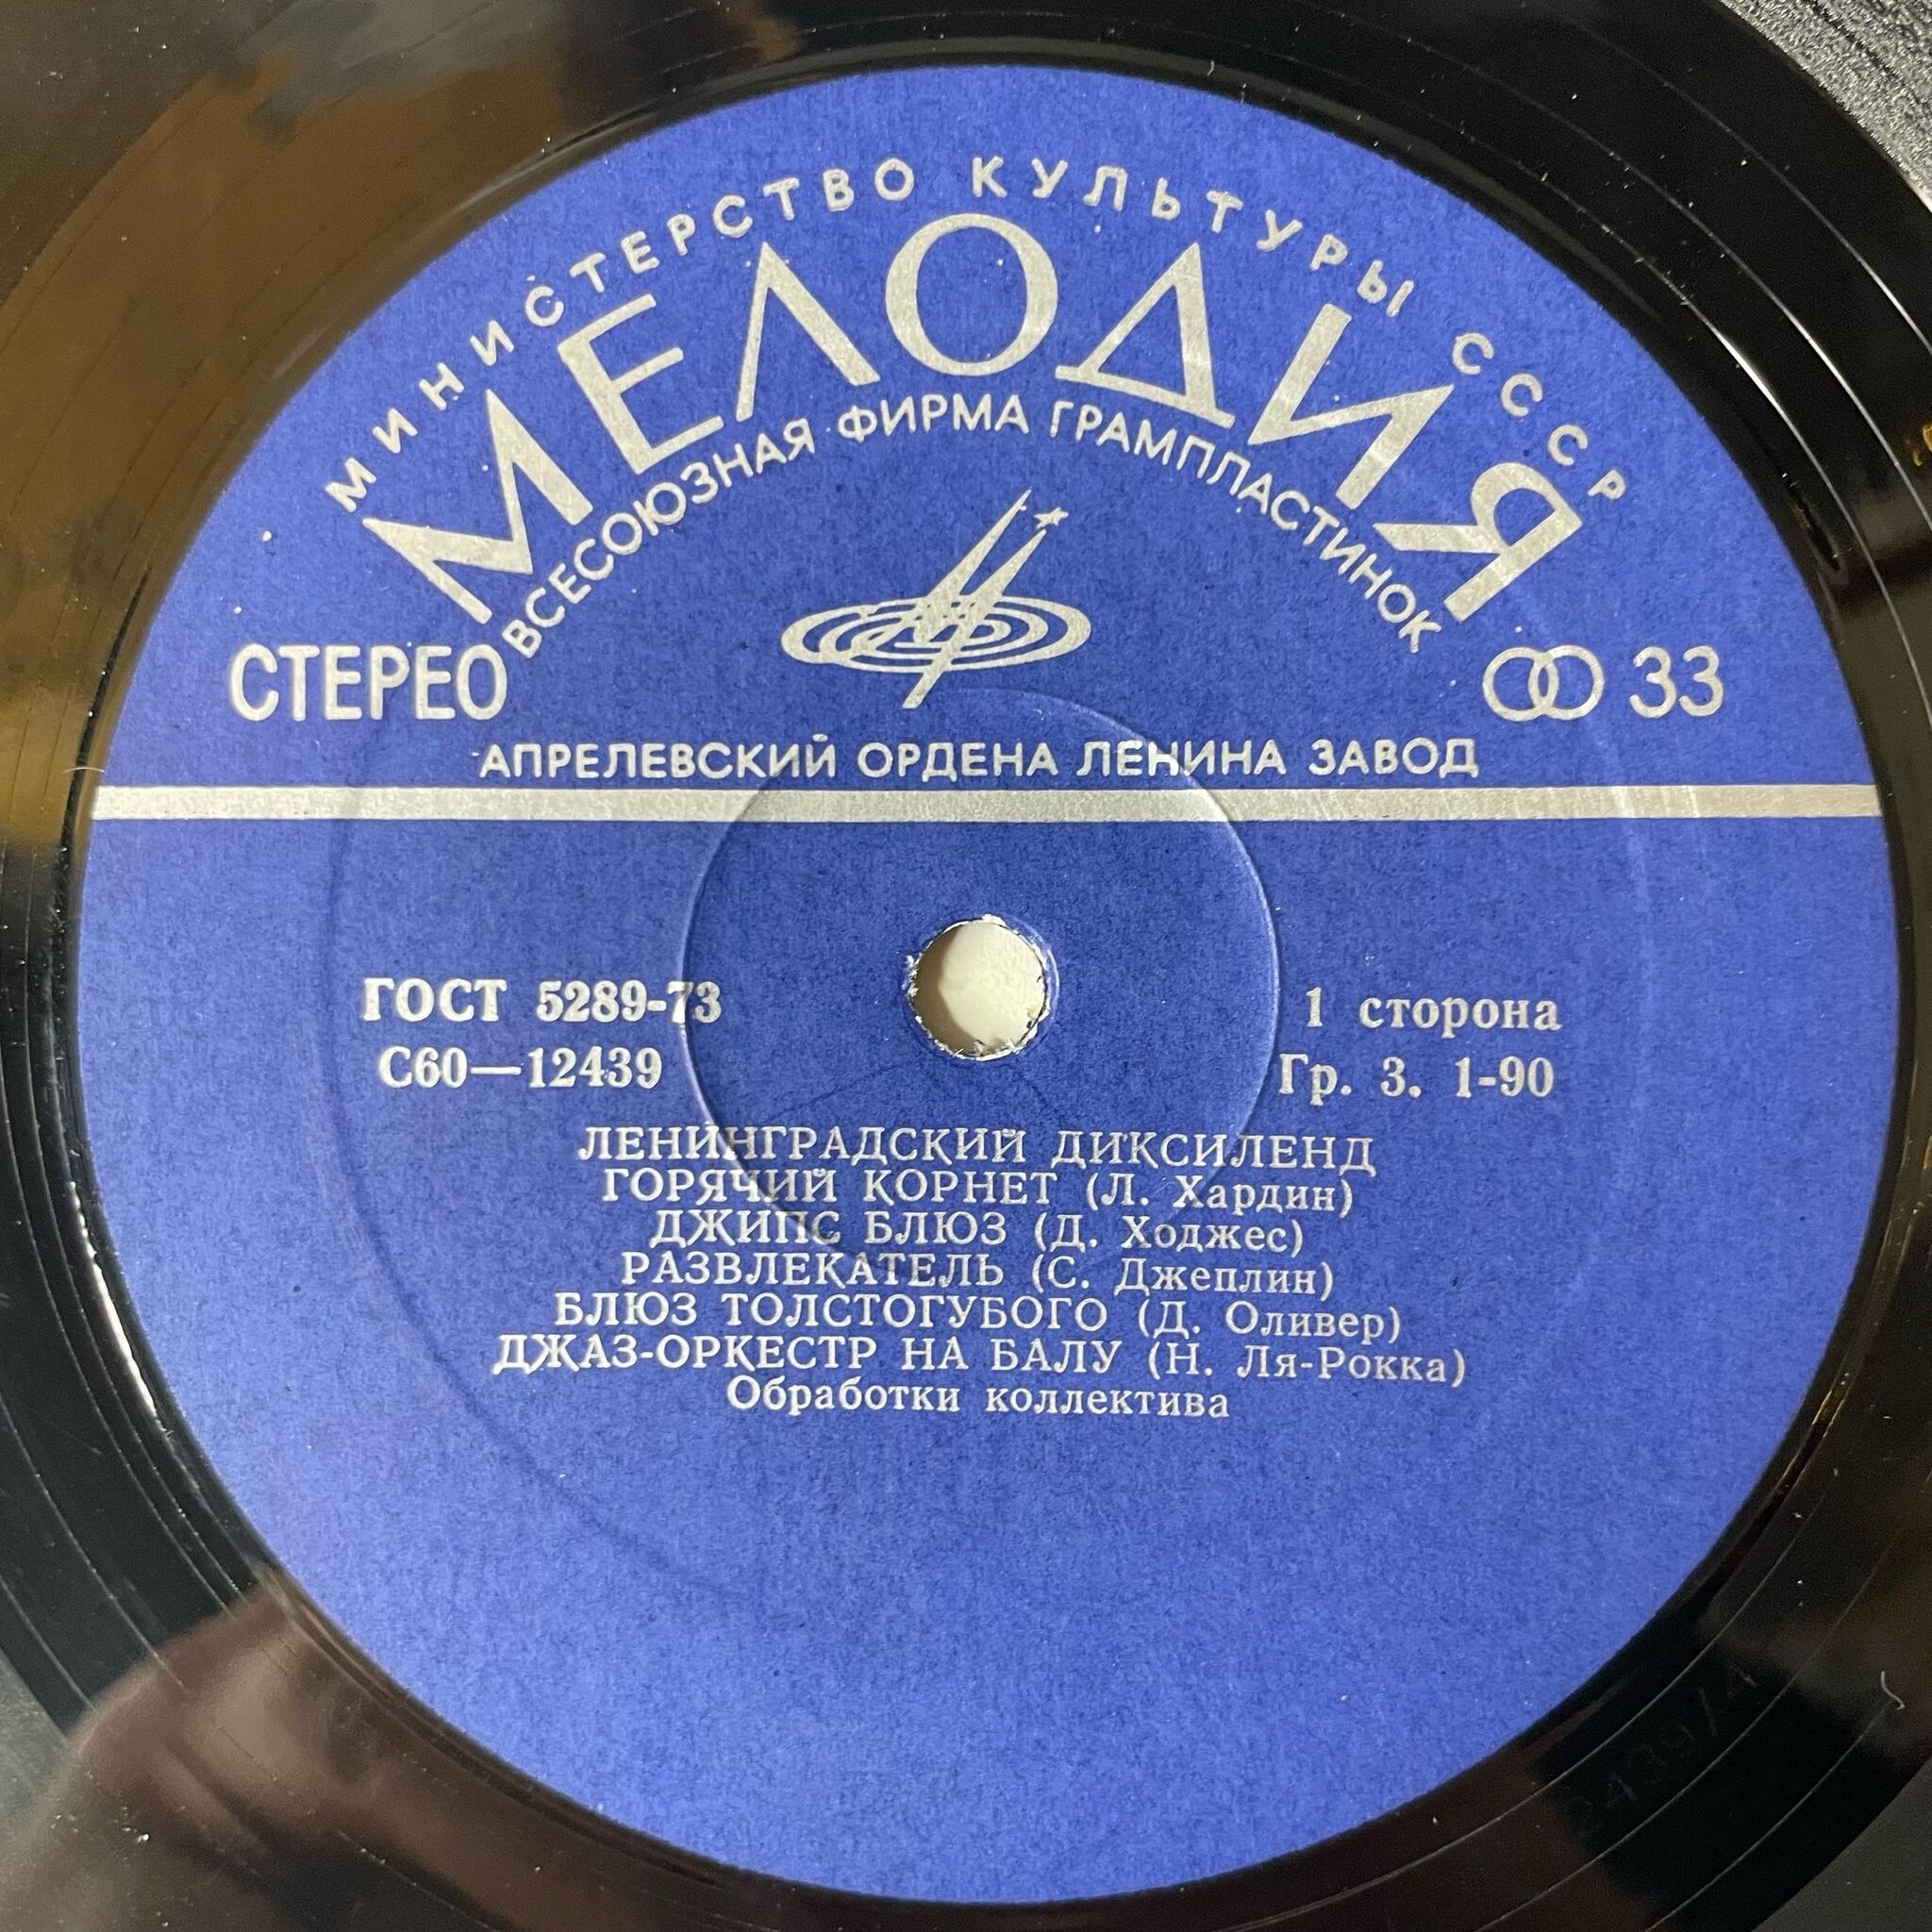 МИНИСТЕРСТВО КУЛЬТУРЫ СССР
МЕЛОДИЯ
ВСЕСОЮЗНАЯ ФИРМА ГРАМПЛАСТИНОК
СТЕРЕО
33
АПРЕЛЕВСКИЙ ОРДЕНА ЛЕНИНА ЗАВОД
ГОСТ 5289-73
С60—12439
1 сторона
Гр. 3. 1-90
ЛЕНИНГРАДСКИЙ ДИКСИЛЕНД
ГОРЯЧИЙ КОРНЕТ (Л. Хардин)
ДЖИПС БЛЮЗ (Д. Ходжес)
РАЗВЛЕКАТЕЛЬ (С. Джеплин)
БЛЮЗ ТОЛСТОГУБОГО (Д. Оливер)
ДЖАЗ-ОРКЕСТР НА БАЛУ (Н. Ля-Рокка)
Обработки коллектива